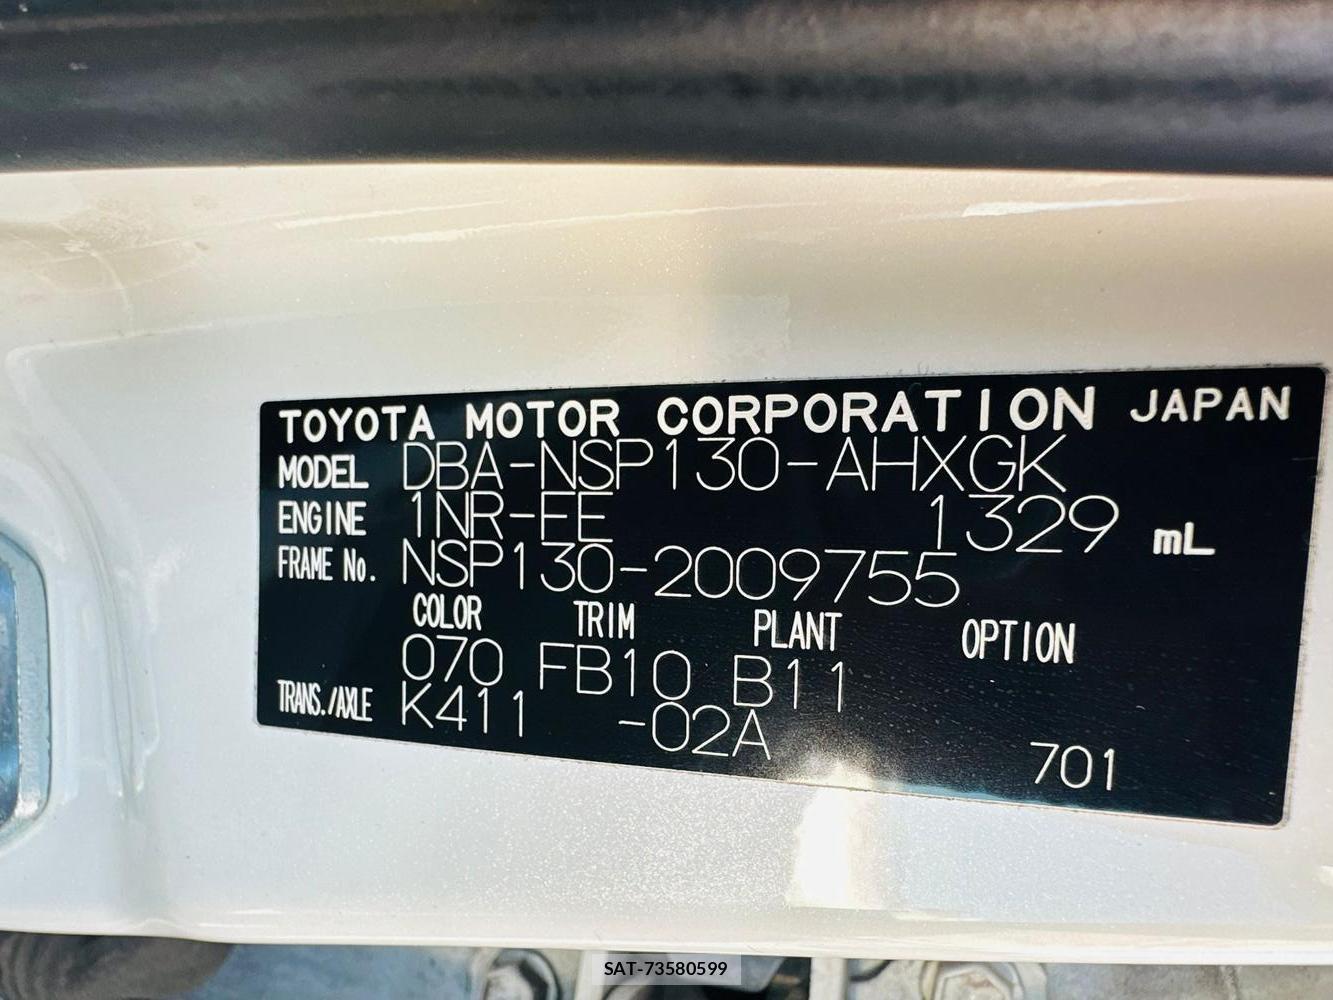 TOYOTA MOTOR CORPORATION JAPAN
MODEL DBA-NSP130-AHXGK
ENGINE 1NR-FE 1329 mL
FRAME No. NSP130-2009755
COLOR TRIM PLANT OPTION
070 FB10 B11
TRANS./AXLE K411 -02A
701
SAT-73580599